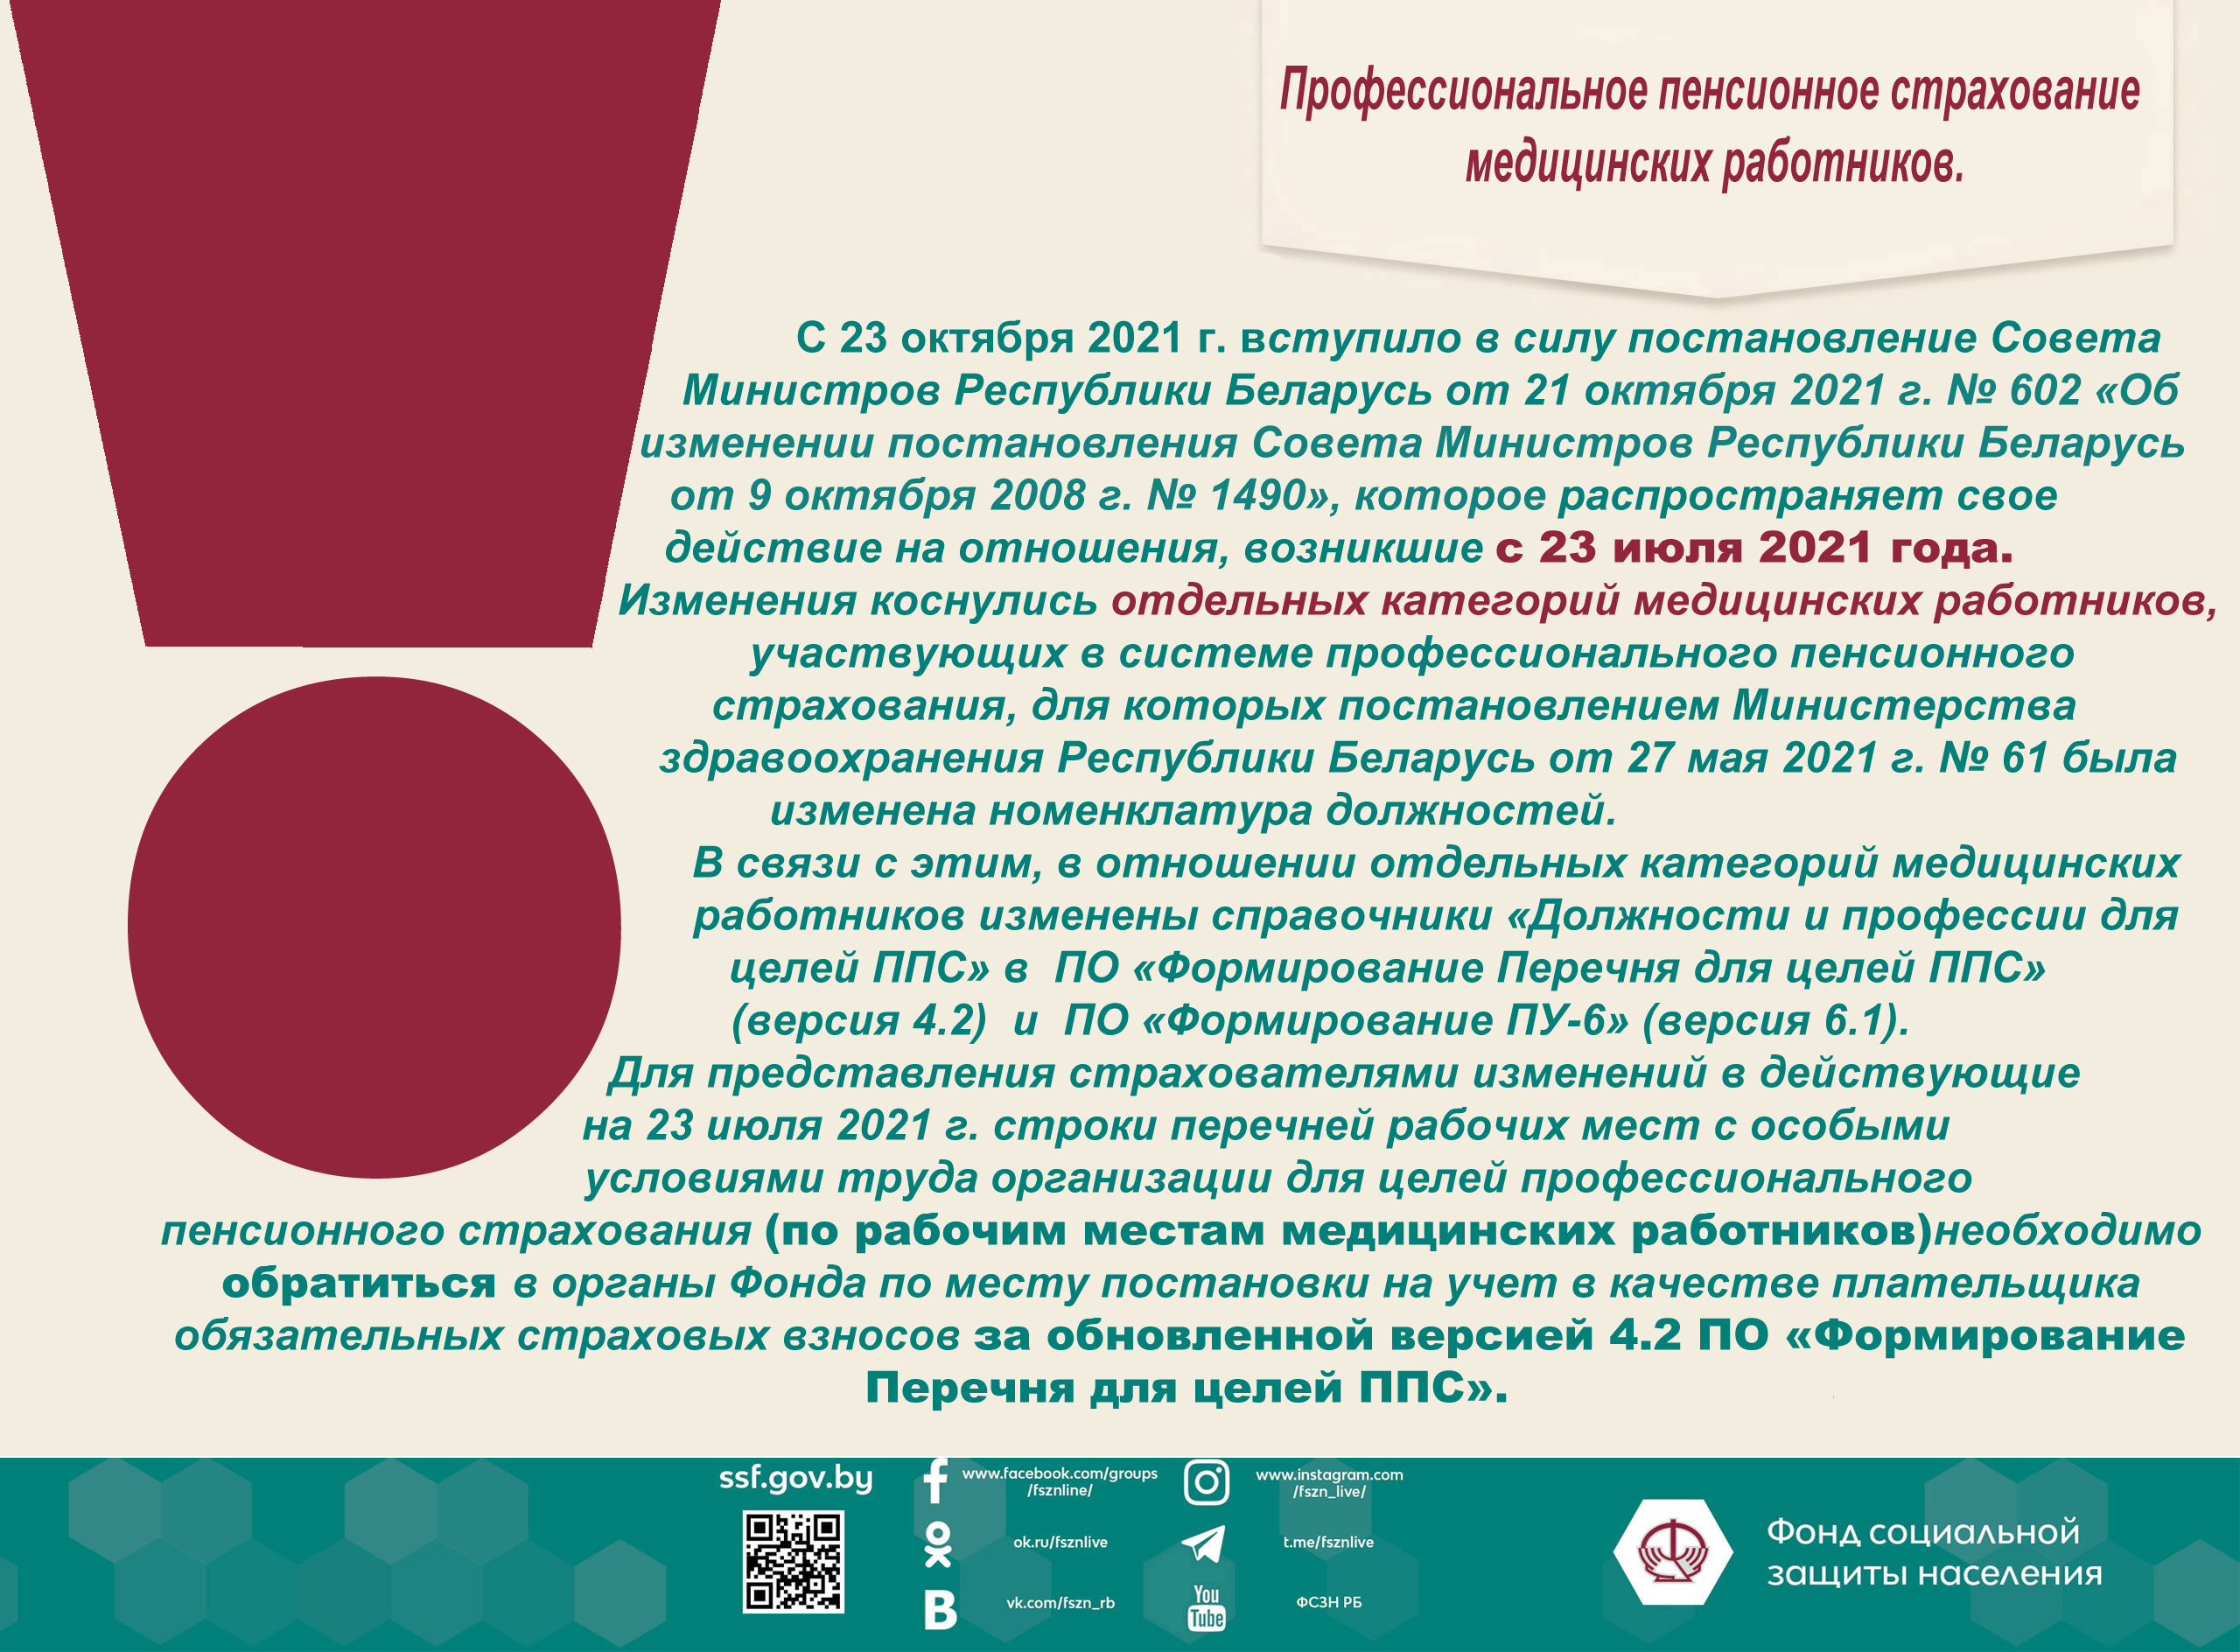 Профессиональное пенсионное страхование
медицинских работников.
С 23 октября 2021 г. вступило в силу постановление Совета
Министров Республики Беларусь от 21 октября 2021 г. № 602 «Об
изменении постановления Совета Министров Республики Беларусь
от 9 октября 2008 г. № 1490», которое распространяет свое
действие на отношения, возникшие с 23 июля 2021 года.
Изменения коснулись отдельных категорий медицинских работников,
участвующих в системе профессионального пенсионного
страхования, для которых постановлением Министерства
здравоохранения Республики Беларусь от 27 мая 2021 г. № 61 была
изменена номенклатура должностей.
В связи с этим, в отношении отдельных категорий медицинских
работников изменены справочники «Должности и профессии для
целей ППС» в  ПО «Формирование Перечня для целей ППС»
(версия 4.2)  и  ПО «Формирование ПУ-6» (версия 6.1).
Для представления страхователями изменений в действующие
на 23 июля 2021 г. строки перечней рабочих мест с особыми
условиями труда организации для целей профессионального
пенсионного страхования (по рабочим местам медицинских работников)необходимо
обратиться в органы Фонда по месту постановки на учет в качестве плательщика
обязательных страховых взносов за обновленной версией 4.2 ПО «Формирование
Перечня для целей ППС».
ssf.gov.by
www.facebook.com/groups
/fsznline/
www.instagram.com
/fszn_live/
ok.ru/fsznlive
t.me/fsznlive
vk.com/fszn_rb
You
Tube
ФСЗН РБ
Фонд социальной
защиты населения